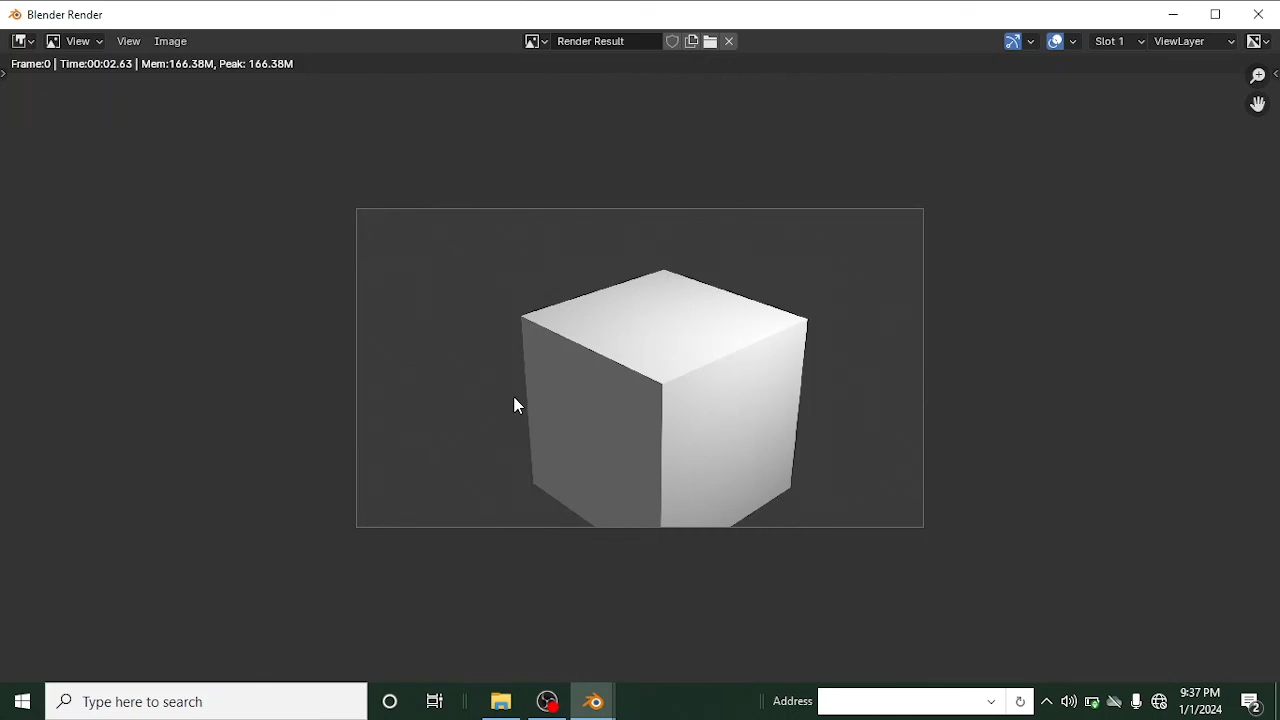 Blender Render
View View Image Render Result Slot 1 ViewLayer
Frame:0 | Time:00:02.63 | Mem:166.38M, Peak: 166.38M
Type here to search Address 9:37 PM
1/1/2024 2